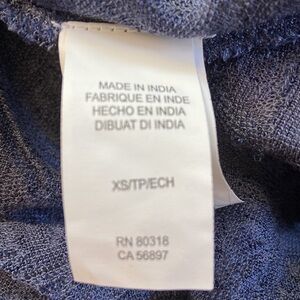 MADE IN INDIA
FABRIQUE EN INDE
HECHO EN INDIA
DIBUAT DI INDIA
XS/TP/ECH
RN 80318
CA 56897